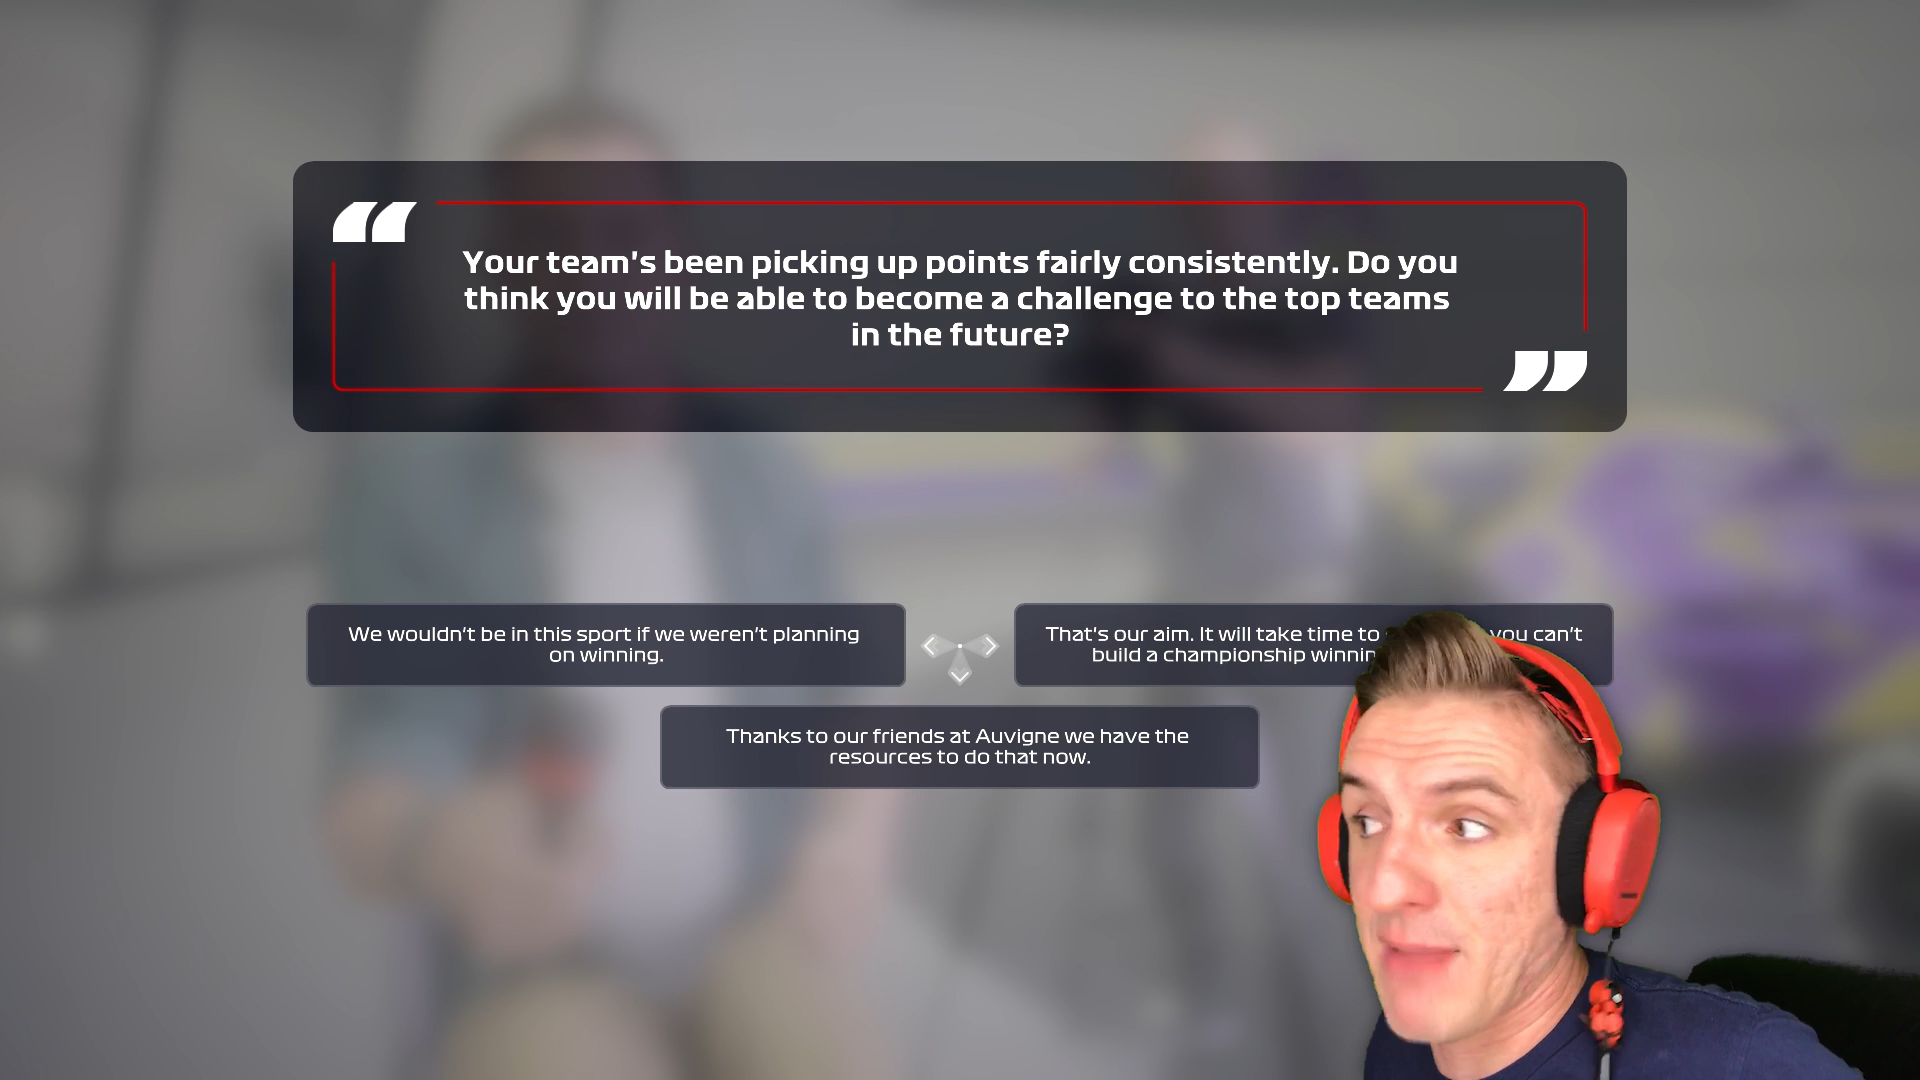 Your team's been picking up points fairly consistently. Do you
think you will be able to become a challenge to the top teams
in the future?
We wouldn't be in this sport if we weren't planning
on winning.
That's our aim. It will take time to you can't
build a championship
Thanks to our friends at Auvigne we have the
resources to do that now.